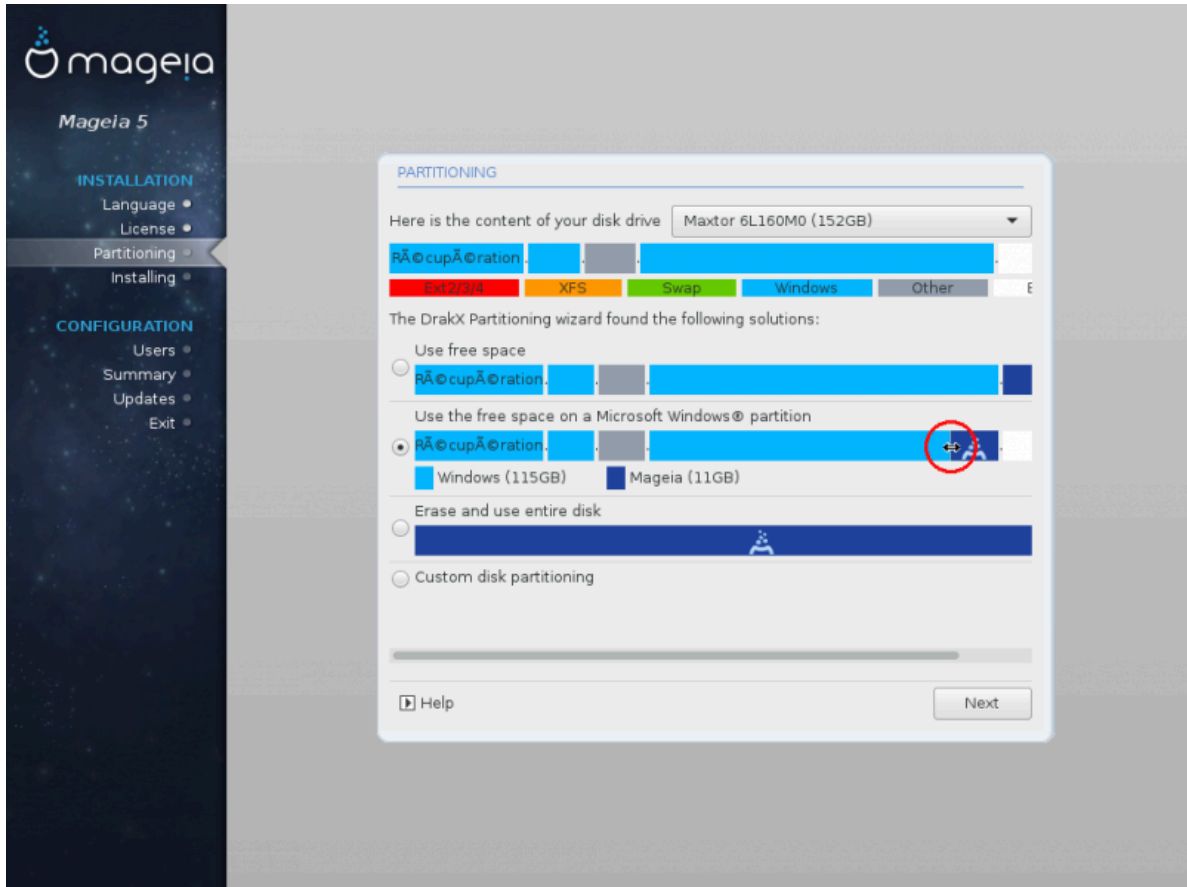 mageia
Mageia 5
INSTALLATION
Language
License
Partitioning
Installing
CONFIGURATION
Users
Summary
Updates
Exit
PARTITIONING
Here is the content of your disk drive Maxtor 6L160M0 (152GB)
RÃ©cupÃ©ration
Ext2/3/4 XFS Swap Windows Other E
The DrakX Partitioning wizard found the following solutions:
Use free space
RÃ©cupÃ©ration
Use the free space on a Microsoft Windows® partition
RÃ©cupÃ©ration
Windows (115GB) Mageia (11GB)
Erase and use entire disk
Custom disk partitioning
Help Next